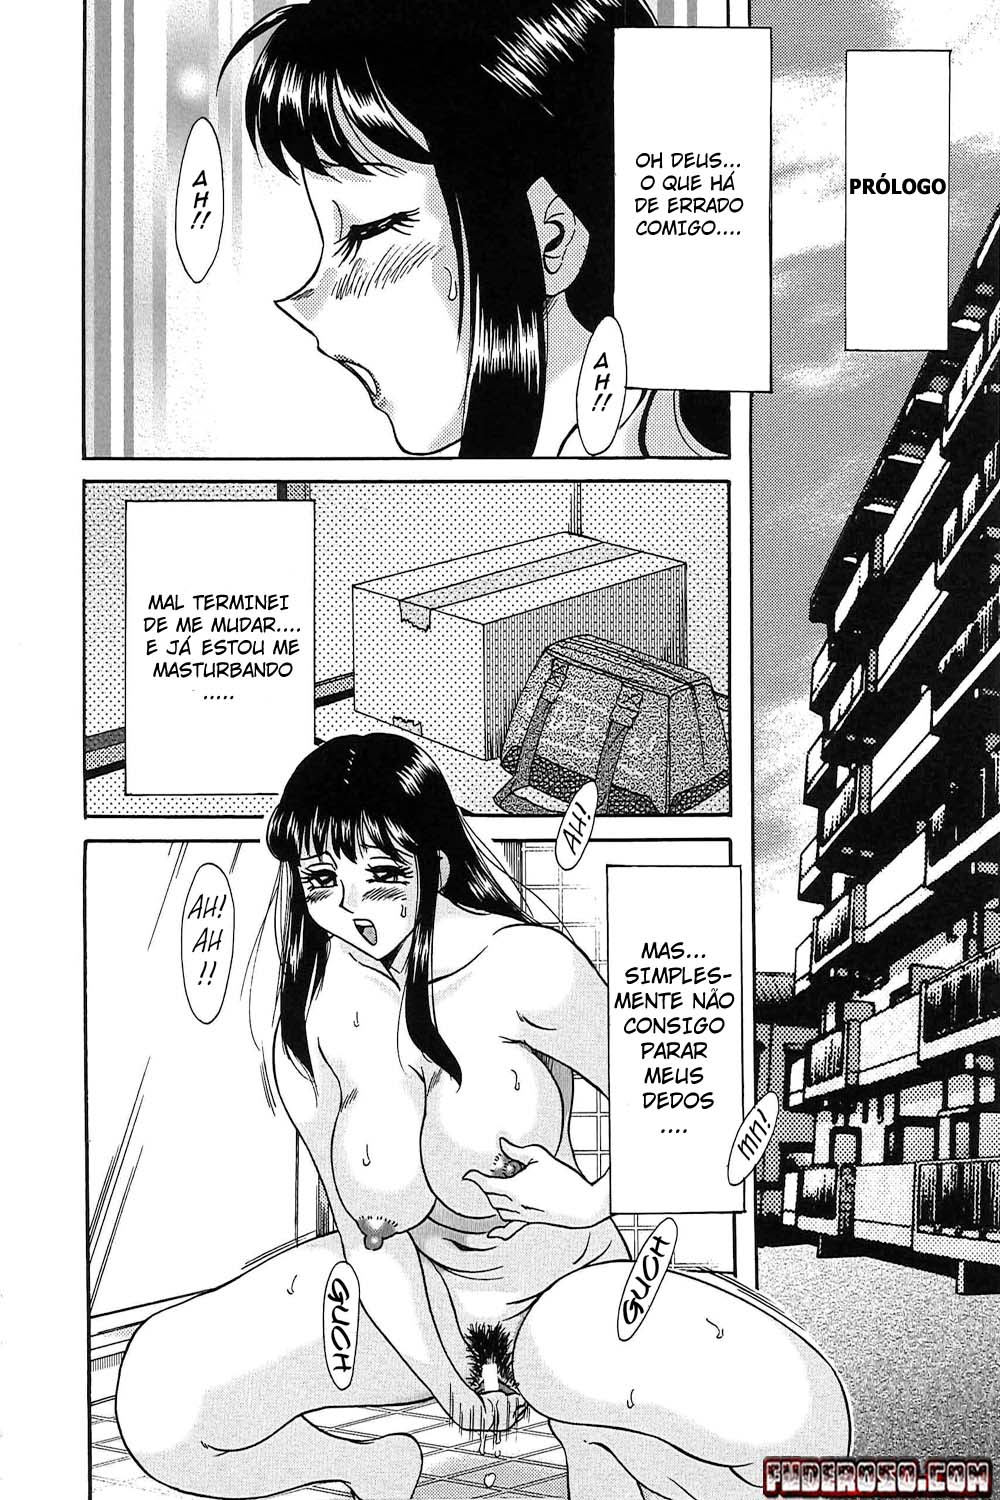 PRÓLOGO
OH DEUS...
O QUE HÁ
DE ERRADO
COMIGO....
AH!!
AH!!
MAL TERMINEI
DE ME MUDAR....
E JÁ ESTOU ME
MASTURBANDO
.....
AH!
AH!
AH
!!
MAS...
SIMPLES-
MENTE NÃO
CONSIGO
PARAR
MEUS
DEDOS
....
MN!
GUCH
GUCH
FUDEROSO.COM